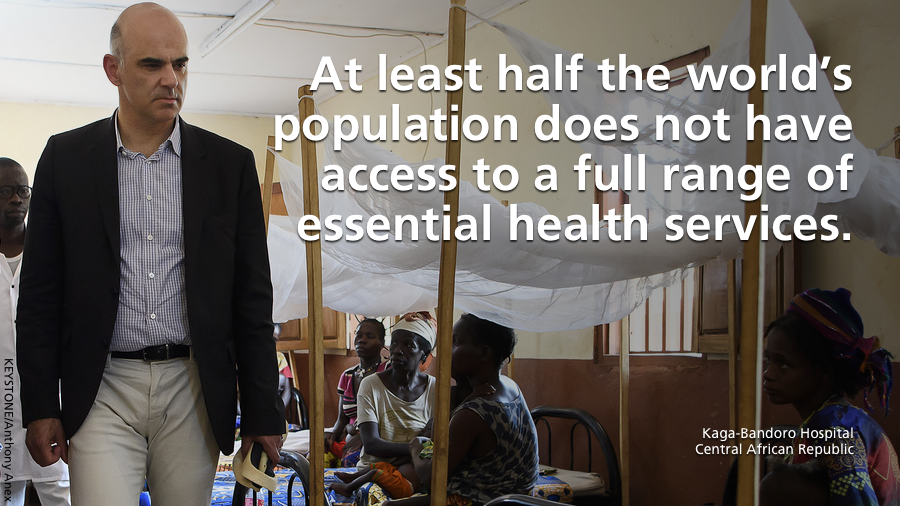 At least half the world's
population does not have
access to a full range of
essential health services.
Kaga-Bandoro Hospital
Central African Republic
KEYSTONE/Anthony Anex